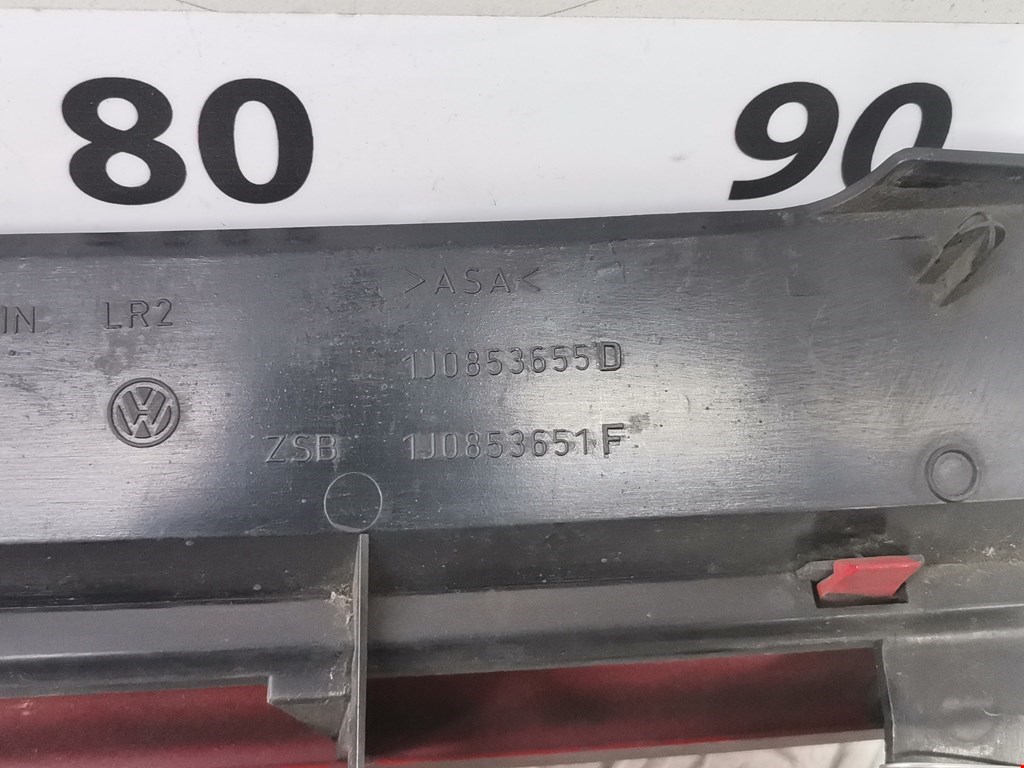 80 90
>ASA<
IN LR2
1J0853655D
ZSB 1J0853651F